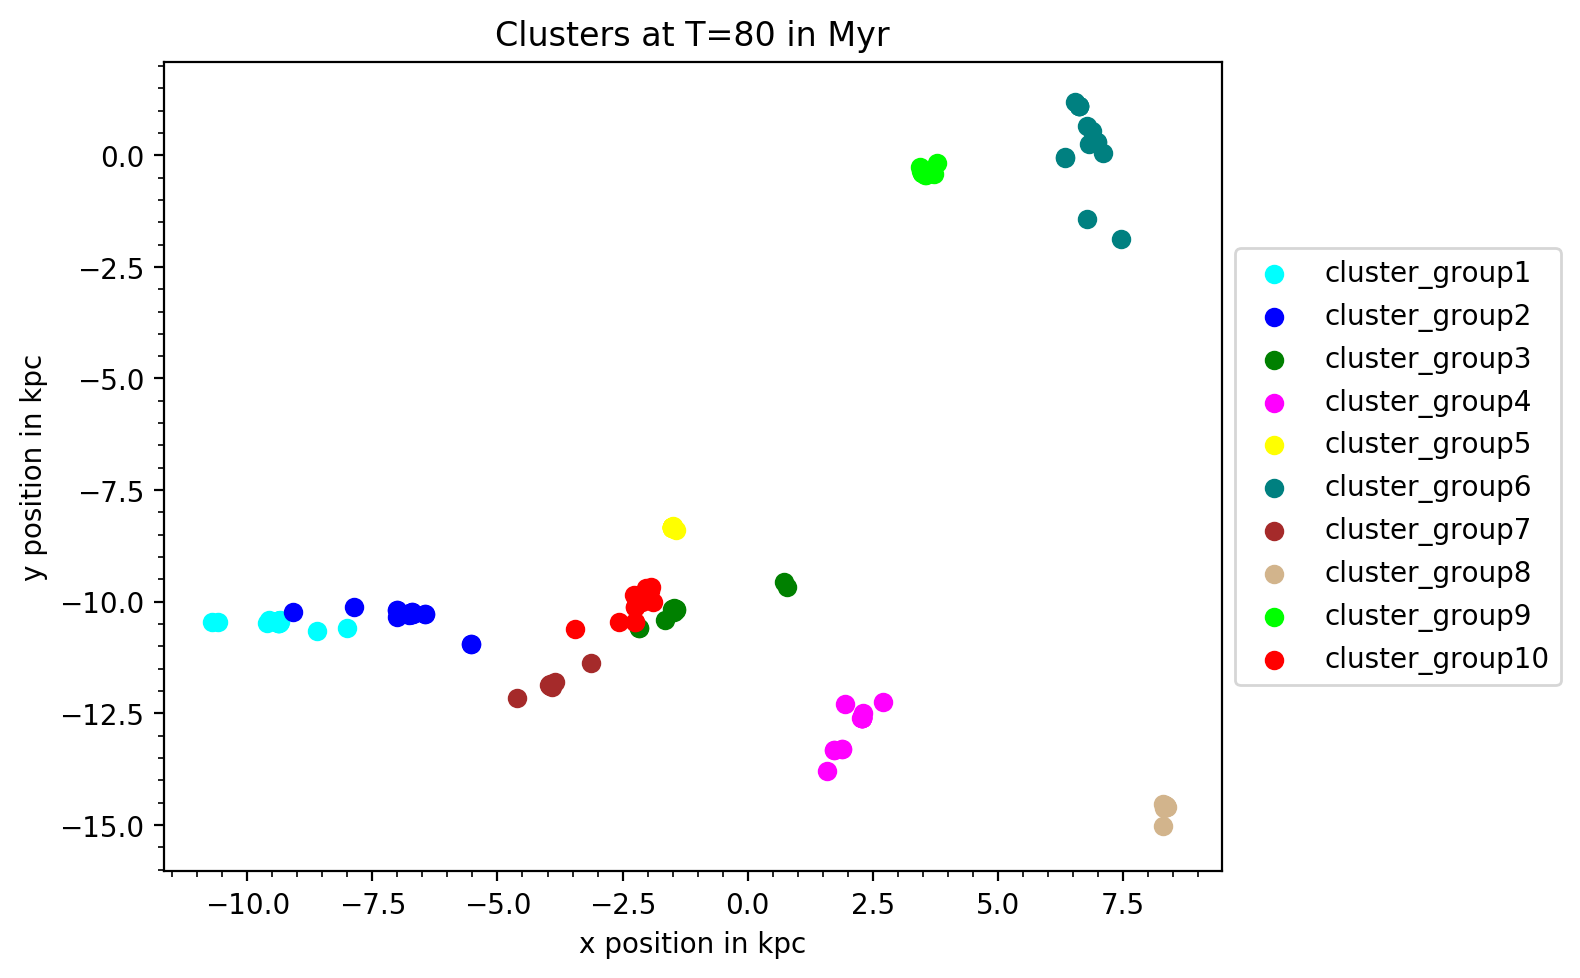 Clusters at T=80 in Myr
y position in kpc
0.0
−2.5
−5.0
−7.5
−10.0
−12.5
−15.0
−10.0 −7.5 −5.0 −2.5 0.0 2.5 5.0 7.5
x position in kpc
cluster_group1
cluster_group2
cluster_group3
cluster_group4
cluster_group5
cluster_group6
cluster_group7
cluster_group8
cluster_group9
cluster_group10